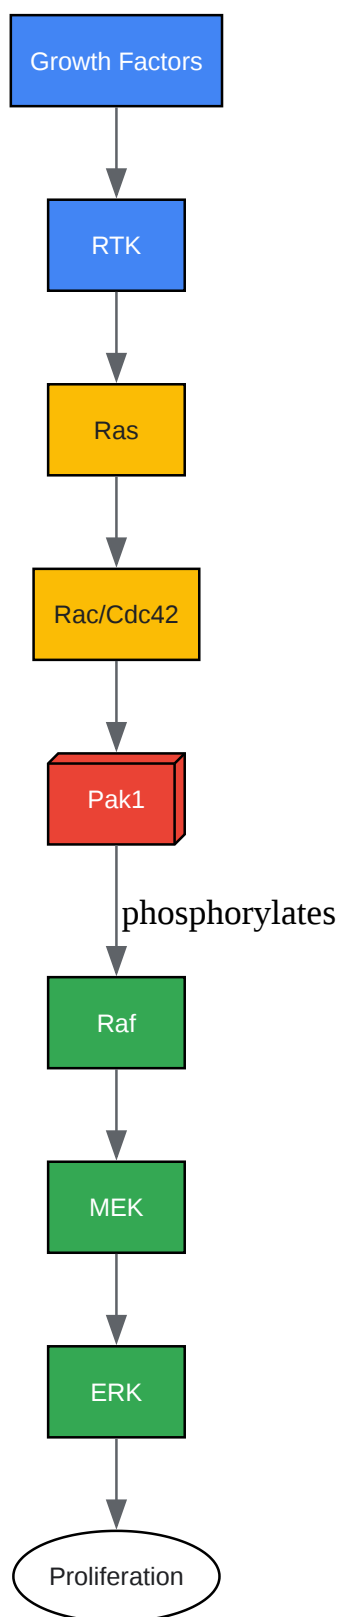 Growth Factors
RTK
Ras
Rac/Cdc42
Pak1
phosphorylates
Raf
MEK
ERK
Proliferation